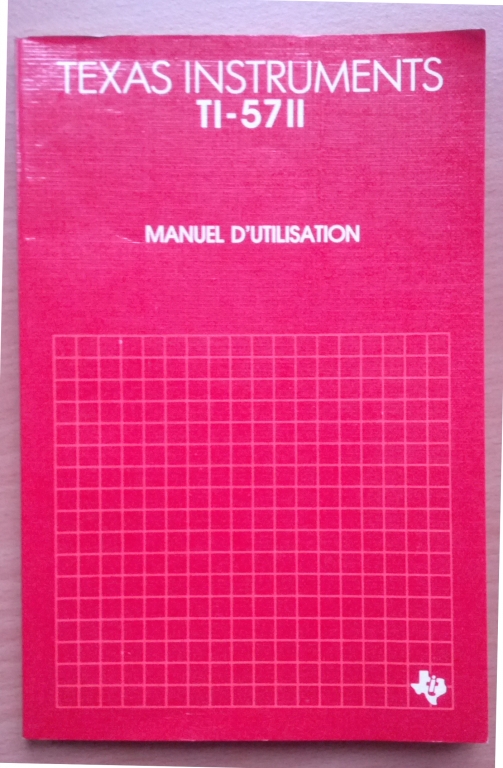 TEXAS INSTRUMENTS
TI-57II
MANUEL D'UTILISATION